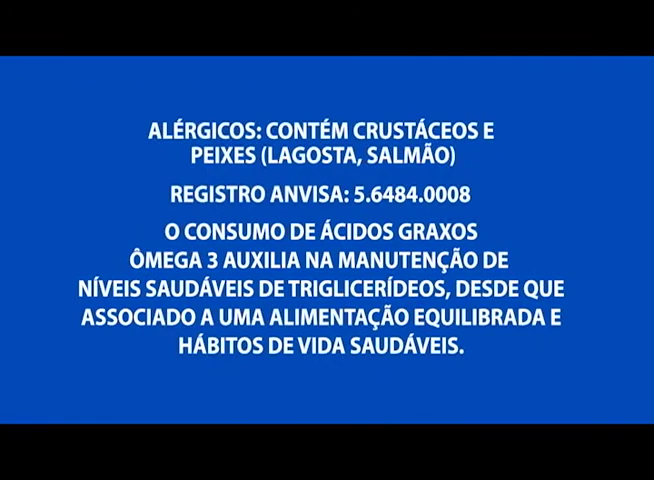 ALÉRGICOS: CONTÉM CRUSTÁCEOS E
PEIXES (LAGOSTA, SALMÃO)
REGISTRO ANVISA: 5.6484.0008
O CONSUMO DE ÁCIDOS GRAXOS
ÔMEGA 3 AUXILIA NA MANUTENÇÃO DE
NÍVEIS SAUDÁVEIS DE TRIGLICERÍDEOS, DESDE QUE
ASSOCIADO A UMA ALIMENTAÇÃO EQUILIBRADA E
HÁBITOS DE VIDA SAUDÁVEIS.